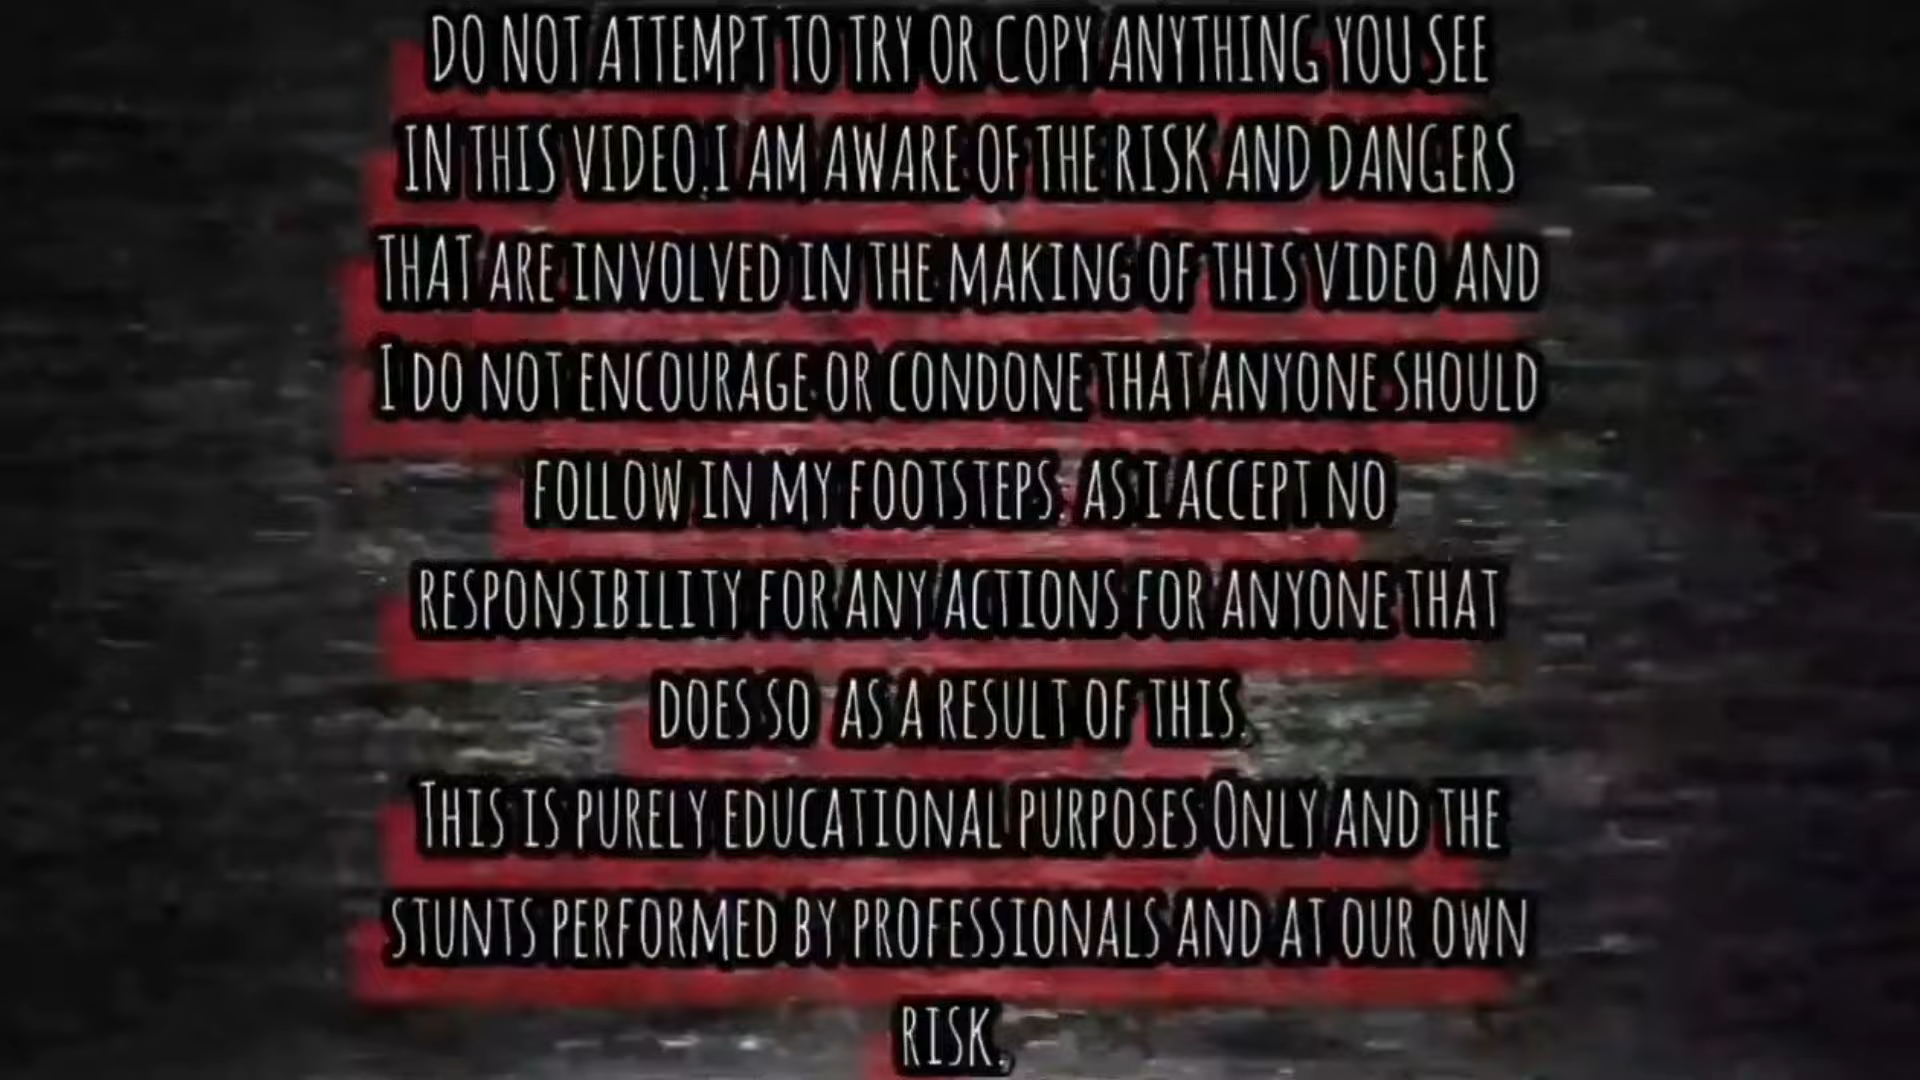 DO NOT ATTEMPT TO TRY OR COPY ANYTHING YOU SEE
IN THIS VIDEO.I AM AWARE OF THE RISK AND DANGERS
THAT ARE INVOLVED IN THE MAKING OF THIS VIDEO AND
I DO NOT ENCOURAGE OR CONDONE THAT ANYONE SHOULD
FOLLOW IN MY FOOTSTEPS. AS I ACCEPT NO
RESPONSIBILITY FOR ANY ACTIONS FOR ANYONE THAT
DOES SO AS A RESULT OF THIS.
THIS IS PURELY EDUCATIONAL PURPOSES ONLY AND THE
STUNTS PERFORMED BY PROFESSIONALS AND AT OUR OWN
RISK.